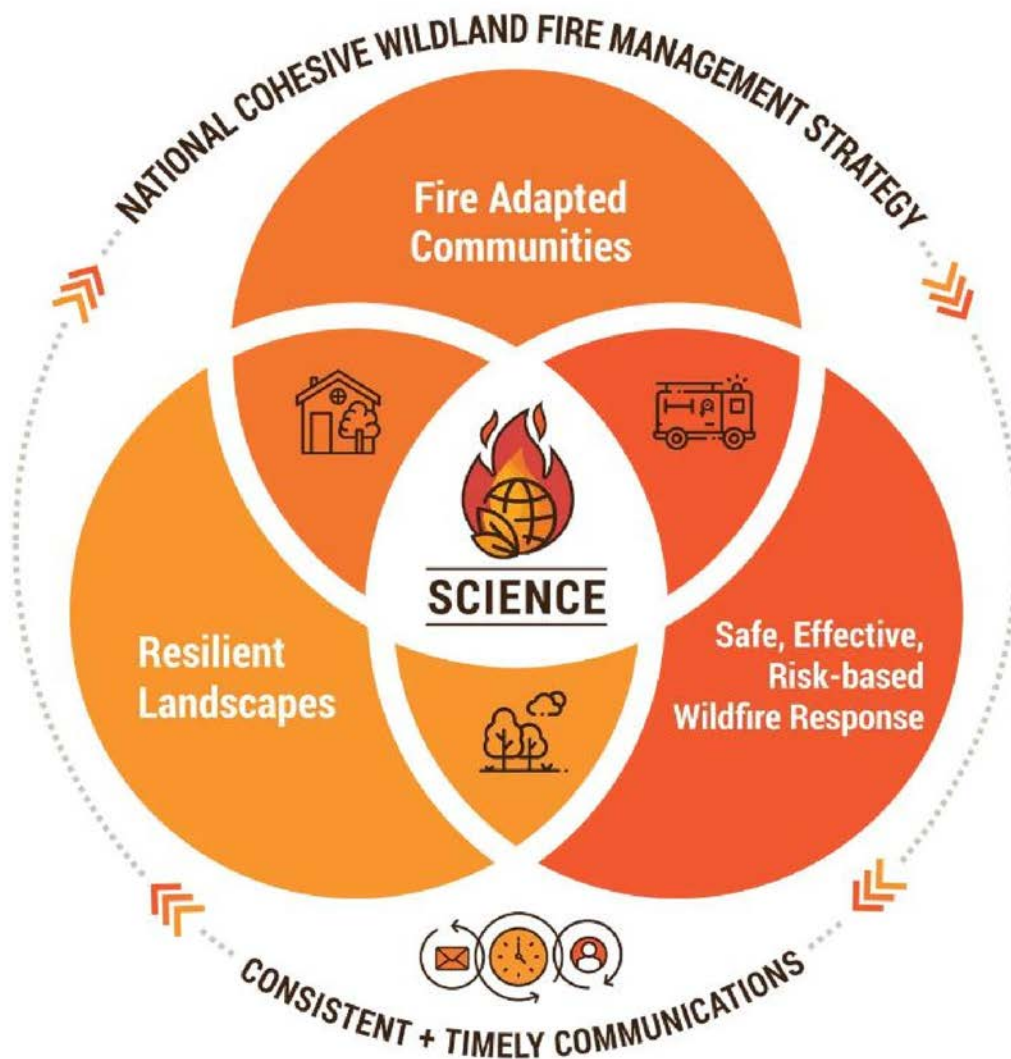 NATIONAL COHESIVE WILDLAND FIRE MANAGEMENT STRATEGY
Fire Adapted
Communities
SCIENCE
Resilient
Landscapes
Safe, Effective,
Risk-based
Wildfire Response
CONSISTENT + TIMELY COMMUNICATIONS